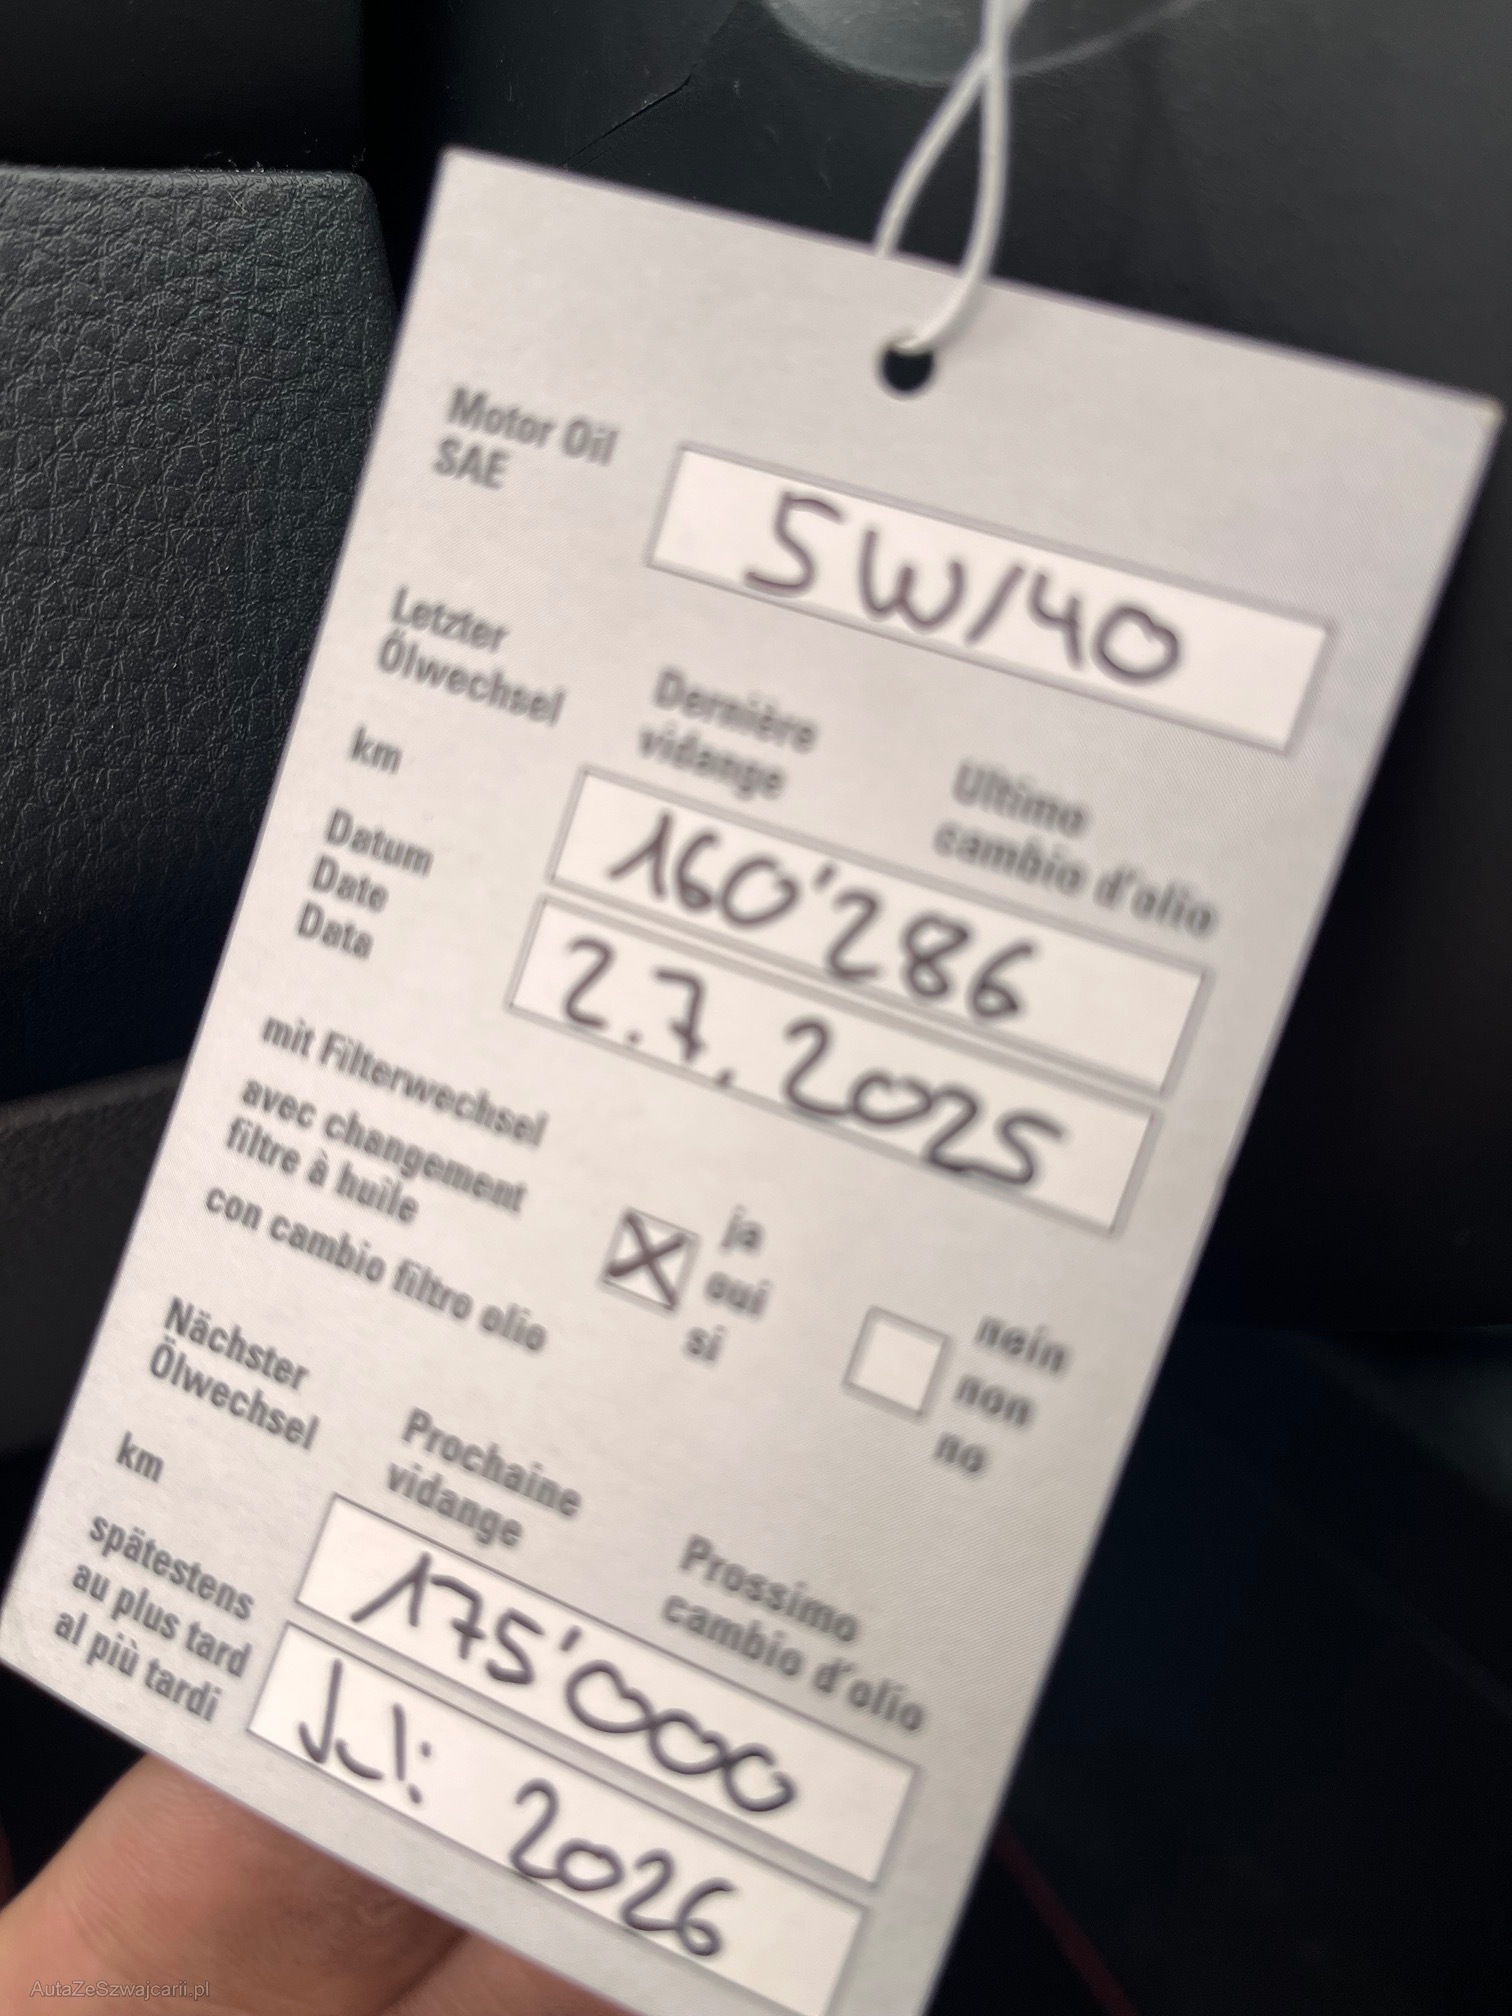 Motor Oil
SAE
5W/40
Letzter
Ölwechsel
Dernière
vidange
Ultimo
cambio d'olio
km
160'286
Datum
Date
Data
2.7.2025
mit Filterwechsel
avec changement
filtre à huile
con cambio filtro olio
ja
oui
si
nein
non
no
Nächster
Ölwechsel
Prochaine
vidange
Prossimo
cambio d'olio
km
175'000
spätestens
au plus tard
al più tardi
Juli 2026
AutaZeSzwajcarii.pl